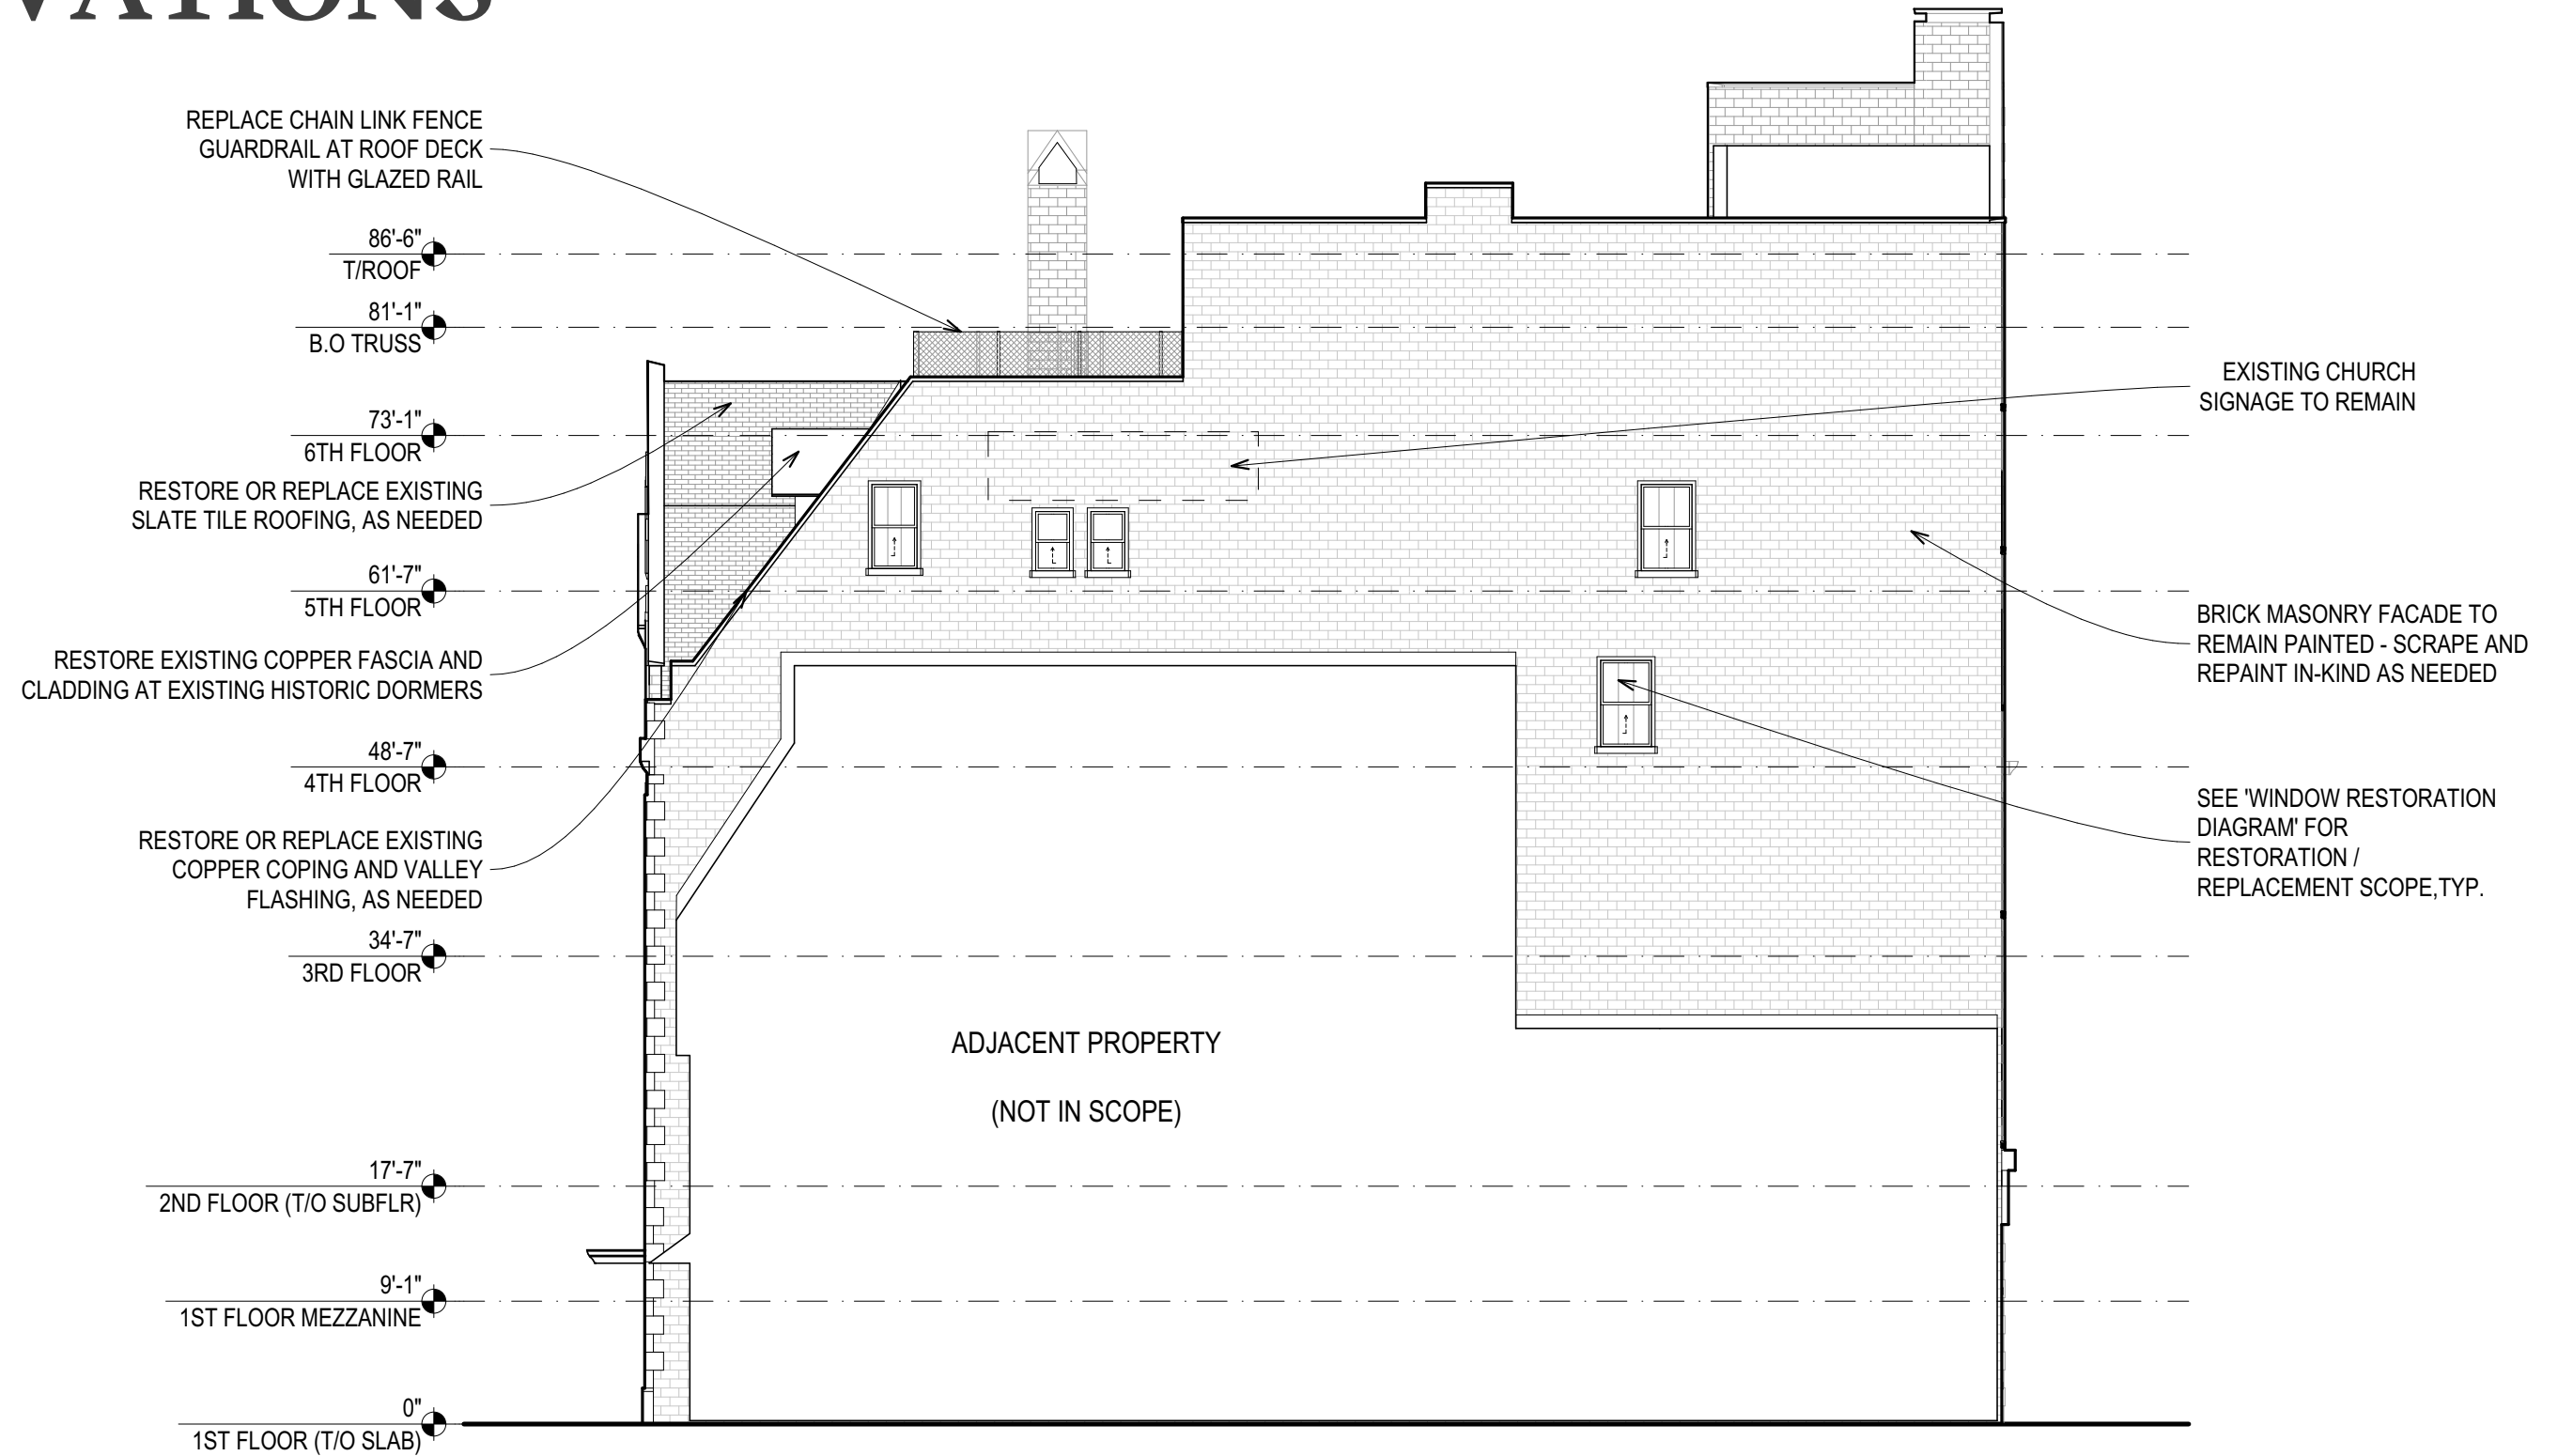 VATIONS
REPLACE CHAIN LINK FENCE
GUARDRAIL AT ROOF DECK
WITH GLAZED RAIL
86'-6"
T/ROOF
81'-1"
B.O TRUSS
EXISTING CHURCH
SIGNAGE TO REMAIN
73'-1"
6TH FLOOR
RESTORE OR REPLACE EXISTING
SLATE TILE ROOFING, AS NEEDED
61'-7"
5TH FLOOR
BRICK MASONRY FACADE TO
REMAIN PAINTED - SCRAPE AND
REPAINT IN-KIND AS NEEDED
RESTORE EXISTING COPPER FASCIA AND
CLADDING AT EXISTING HISTORIC DORMERS
48'-7"
4TH FLOOR
SEE 'WINDOW RESTORATION
DIAGRAM' FOR
RESTORATION /
REPLACEMENT SCOPE,TYP.
RESTORE OR REPLACE EXISTING
COPPER COPING AND VALLEY
FLASHING, AS NEEDED
34'-7"
3RD FLOOR
ADJACENT PROPERTY
(NOT IN SCOPE)
17'-7"
2ND FLOOR (T/O SUBFLR)
9'-1"
1ST FLOOR MEZZANINE
0"
1ST FLOOR (T/O SLAB)